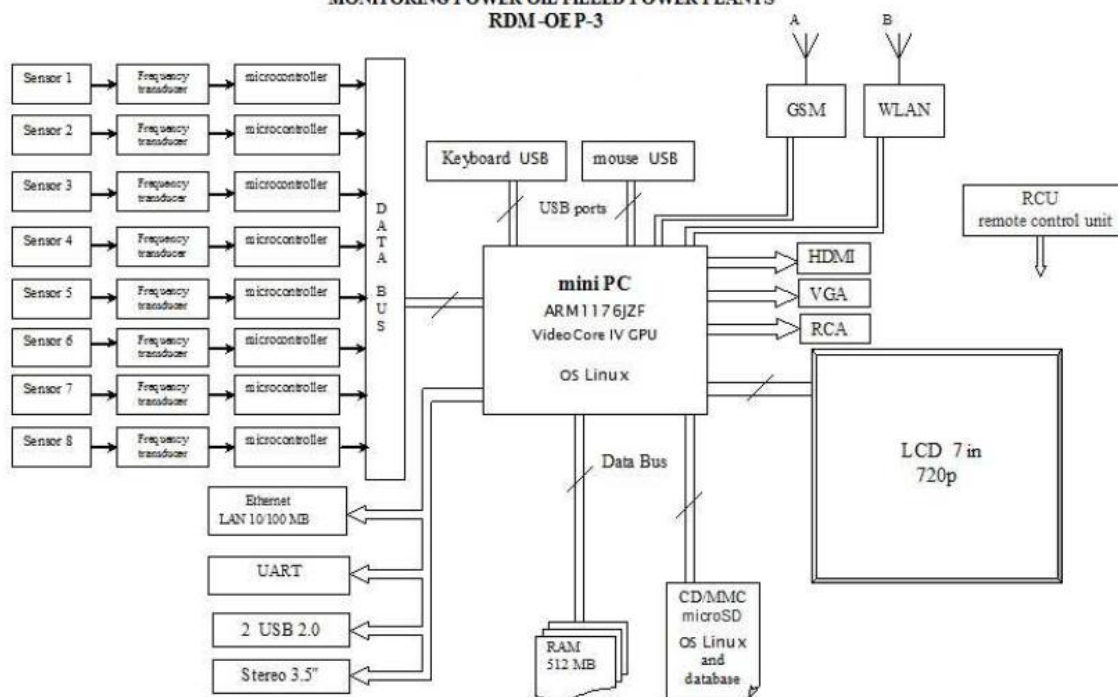 MONITORING POWER OIL FILLED POWER PLANTS
RDM-OEP-3
A
B
Sensor 1
Frequency
transducer
microcontroller
Sensor 2
Frequency
transducer
microcontroller
Sensor 3
Frequency
transducer
microcontroller
Sensor 4
Frequency
transducer
microcontroller
Sensor 5
Frequency
transducer
microcontroller
Sensor 6
Frequency
transducer
microcontroller
Sensor 7
Frequency
transducer
microcontroller
Sensor 8
Frequency
transducer
microcontroller
DATA BUS
Keyboard USB
mouse USB
USB ports
GSM
WLAN
RCU
remote control unit
mini PC
ARM1176JZF
VideoCore IV GPU
OS Linux
HDMI
VGA
RCA
LCD 7 in
720p
Data Bus
Ethernet
LAN 10/100 MB
UART
2 USB 2.0
Stereo 3.5"
RAM
512 MB
CD/MMC
microSD
OS Linux
and
database